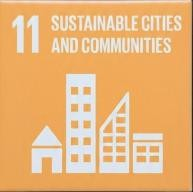 11 SUSTAINABLE CITIES
AND COMMUNITIES